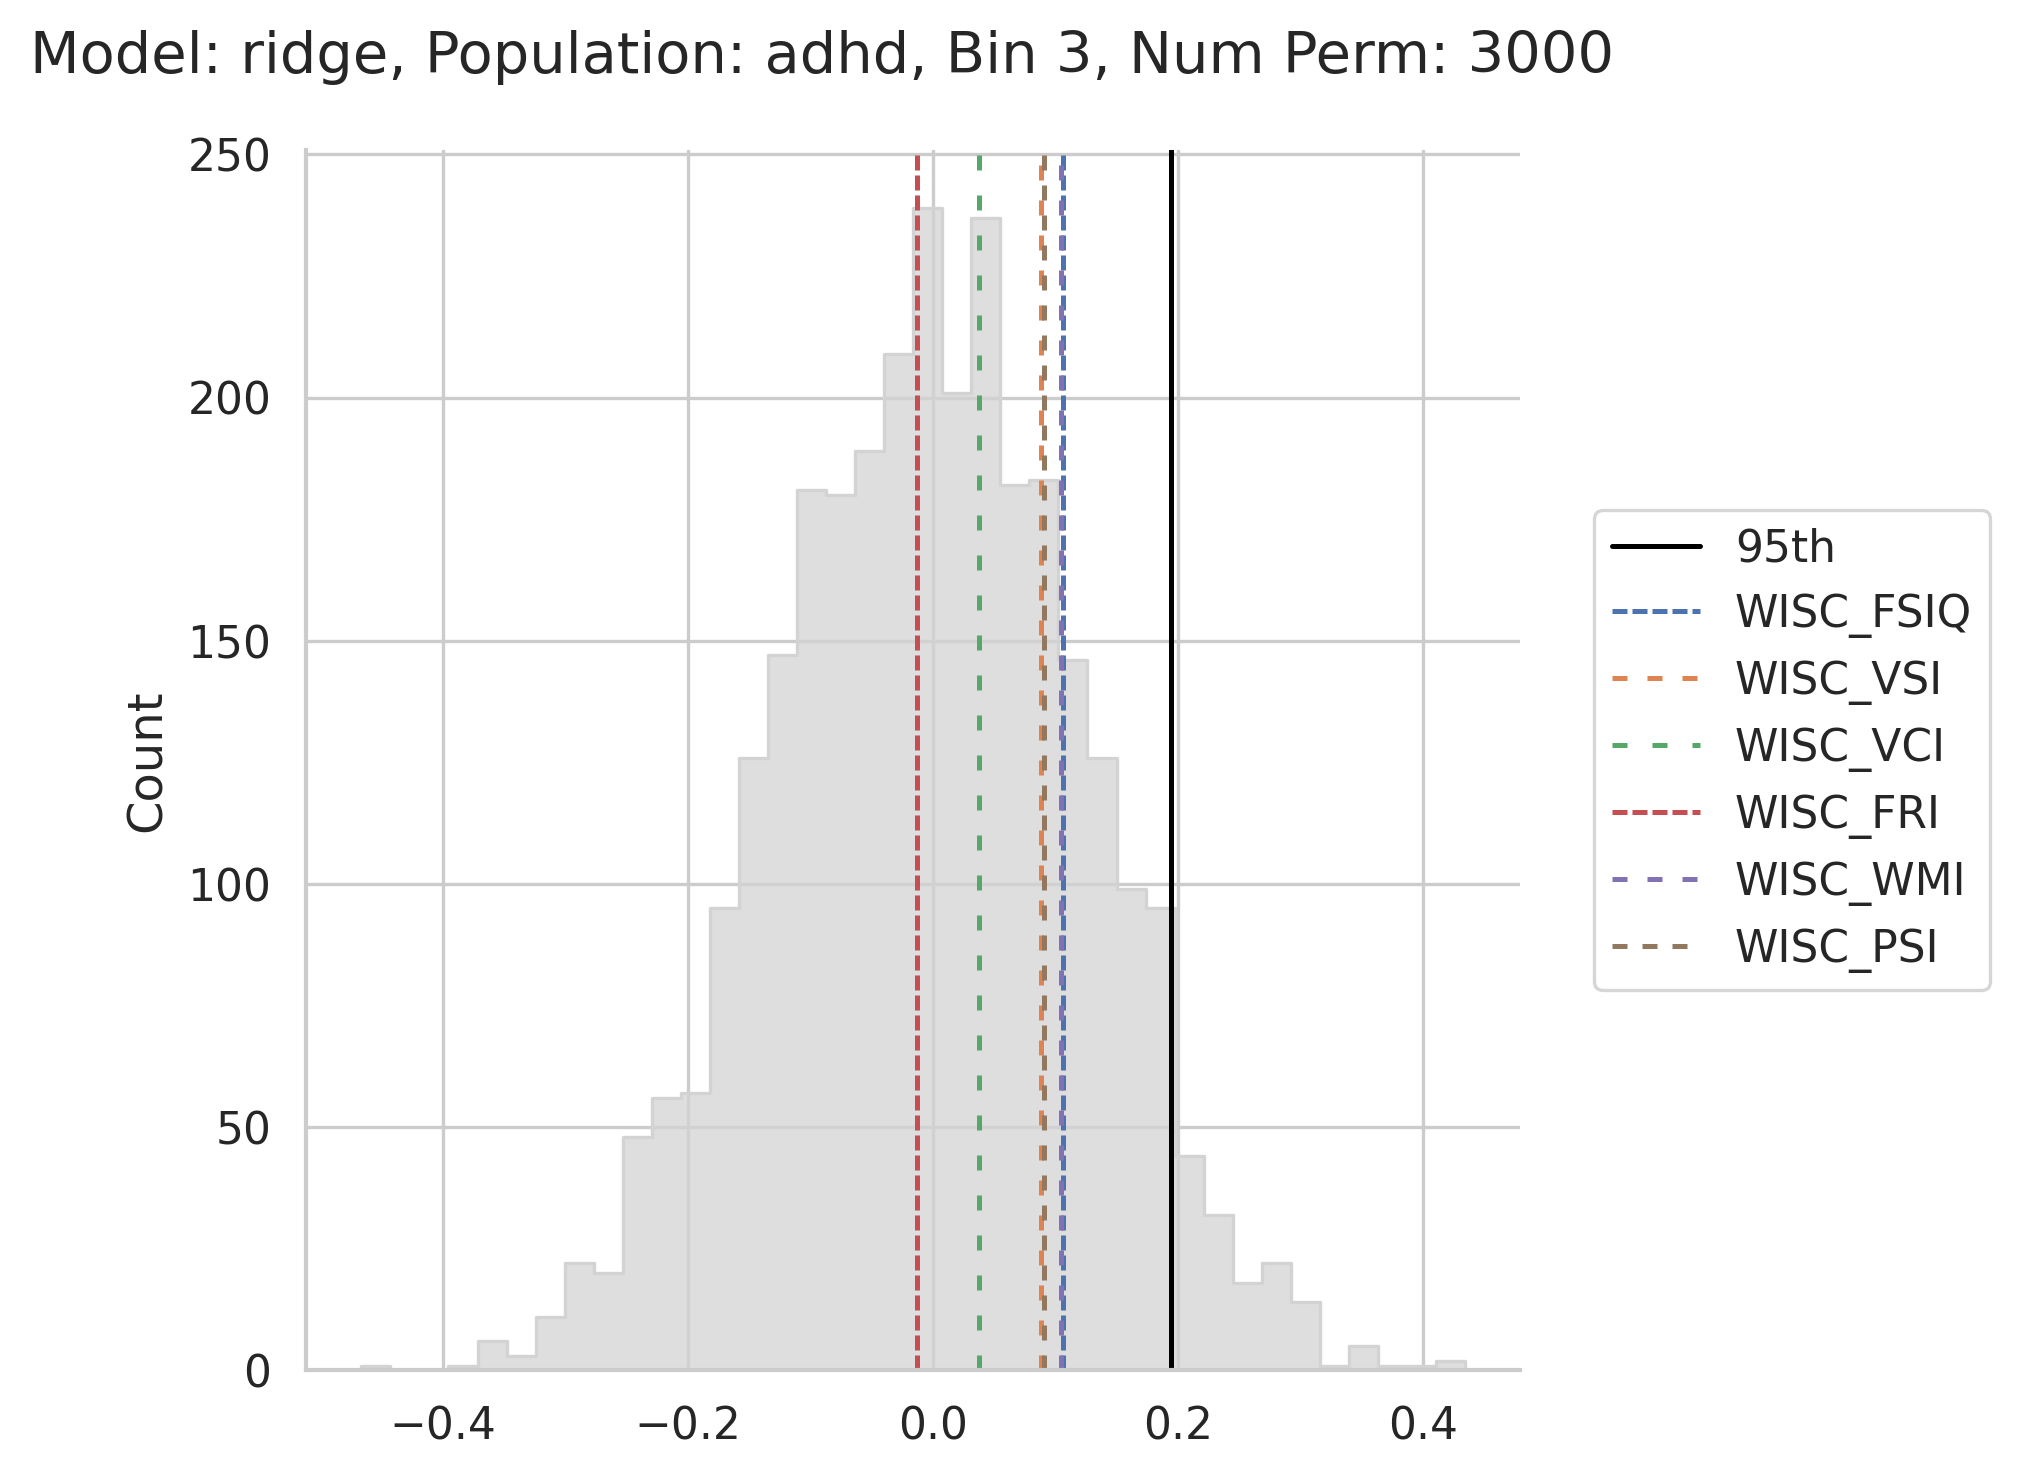 Model: ridge, Population: adhd, Bin 3, Num Perm: 3000
250
200
150
100
50
0
Count
−0.4
−0.2
0.0
0.2
0.4
95th
WISC_FSIQ
WISC_VSI
WISC_VCI
WISC_FRI
WISC_WMI
WISC_PSI